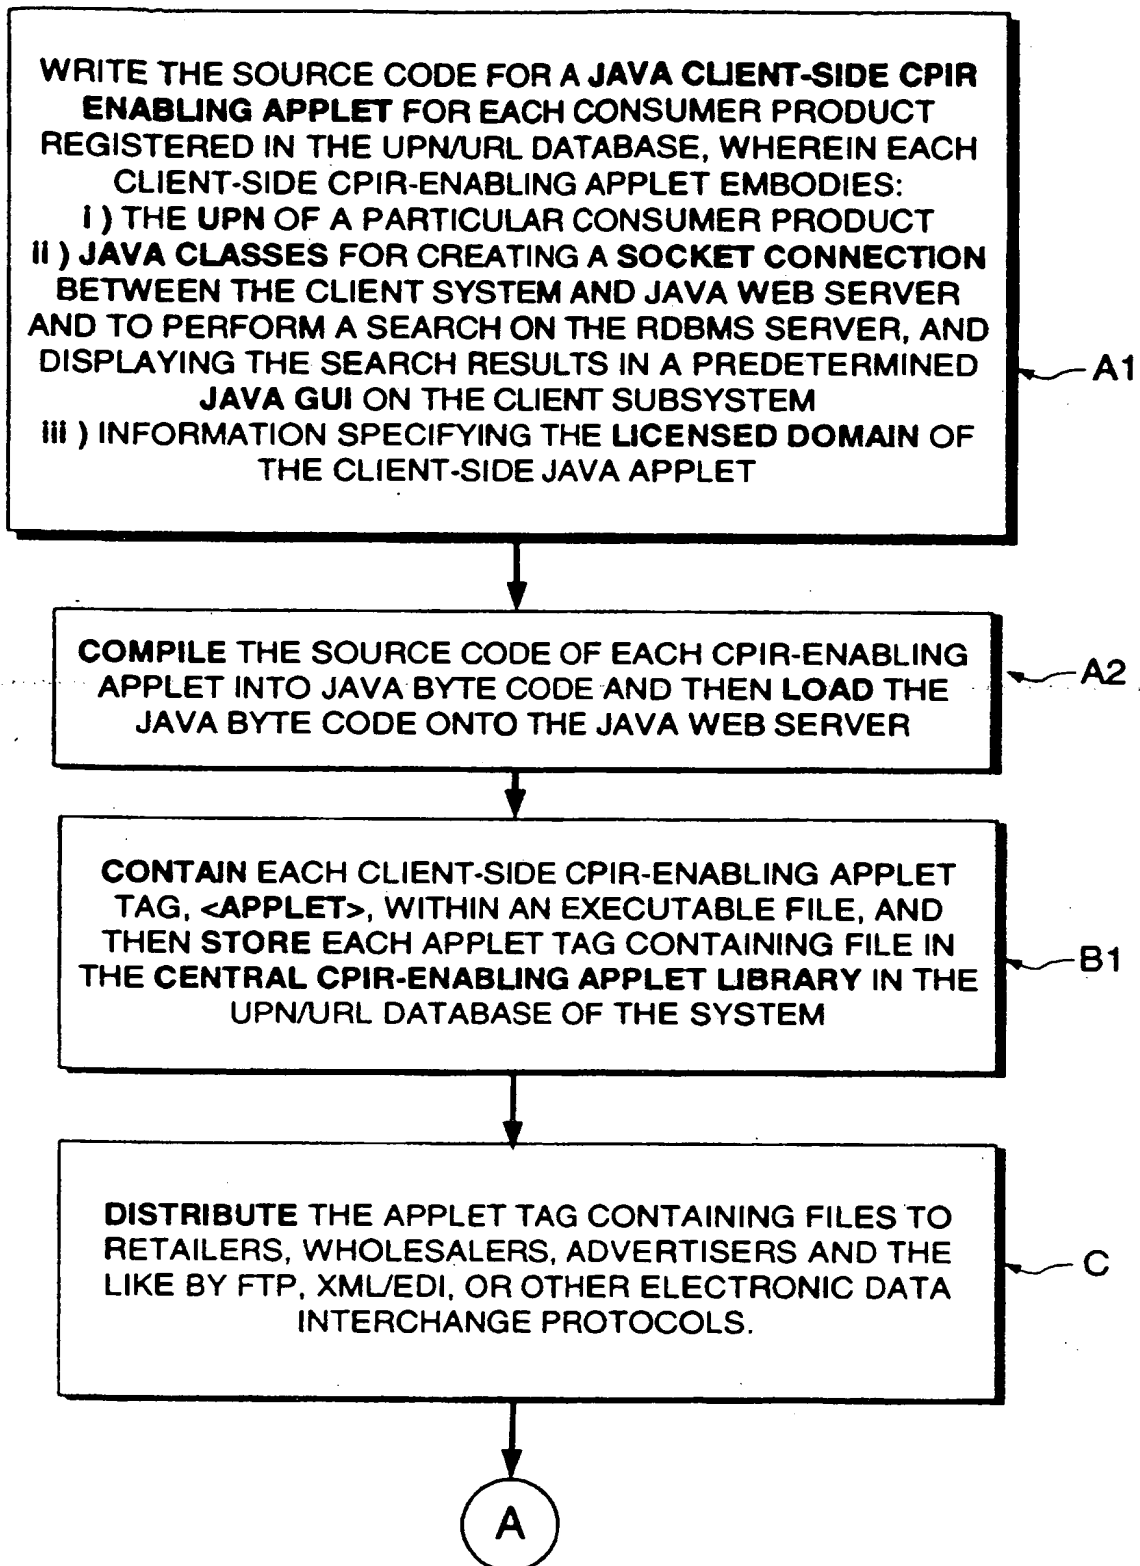 WRITE THE SOURCE CODE FOR A JAVA CLIENT-SIDE CPIR
ENABLING APPLET FOR EACH CONSUMER PRODUCT
REGISTERED IN THE UPN/URL DATABASE, WHEREIN EACH
CLIENT-SIDE CPIR-ENABLING APPLET EMBODIES:
i ) THE UPN OF A PARTICULAR CONSUMER PRODUCT
ii ) JAVA CLASSES FOR CREATING A SOCKET CONNECTION
BETWEEN THE CLIENT SYSTEM AND JAVA WEB SERVER
AND TO PERFORM A SEARCH ON THE RDBMS SERVER, AND
DISPLAYING THE SEARCH RESULTS IN A PREDETERMINED
JAVA GUI ON THE CLIENT SUBSYSTEM
iii ) INFORMATION SPECIFYING THE LICENSED DOMAIN OF
THE CLIENT-SIDE JAVA APPLET
A1
COMPILE THE SOURCE CODE OF EACH CPIR-ENABLING
APPLET INTO JAVA BYTE CODE AND THEN LOAD THE
JAVA BYTE CODE ONTO THE JAVA WEB SERVER
A2
CONTAIN EACH CLIENT-SIDE CPIR-ENABLING APPLET
TAG, <APPLET>, WITHIN AN EXECUTABLE FILE, AND
THEN STORE EACH APPLET TAG CONTAINING FILE IN
THE CENTRAL CPIR-ENABLING APPLET LIBRARY IN THE
UPN/URL DATABASE OF THE SYSTEM
B1
DISTRIBUTE THE APPLET TAG CONTAINING FILES TO
RETAILERS, WHOLESALERS, ADVERTISERS AND THE
LIKE BY FTP, XML/EDI, OR OTHER ELECTRONIC DATA
INTERCHANGE PROTOCOLS.
C
A